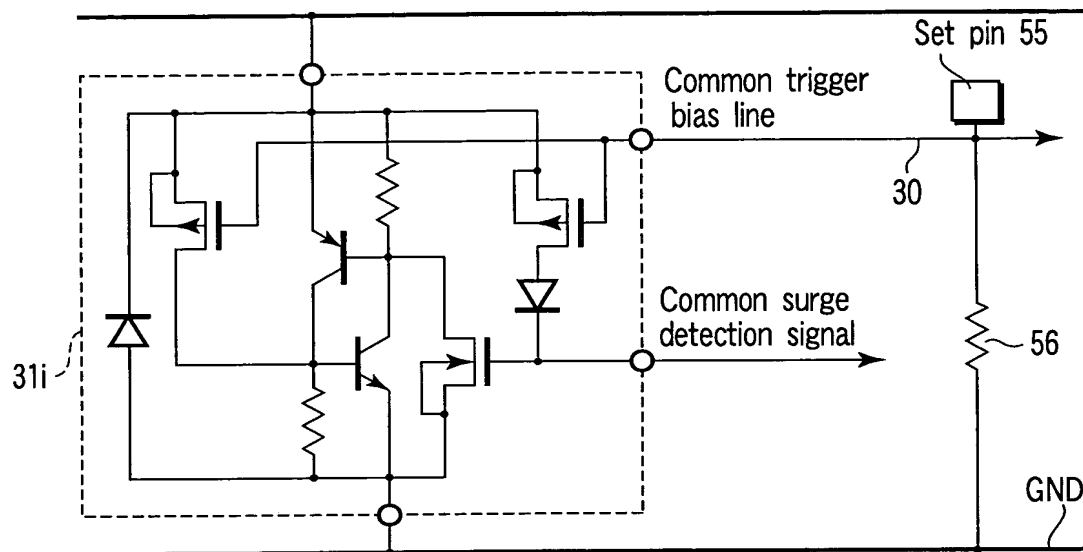 Set pin 55
Common trigger
bias line
30
Common surge
detection signal
56
31i
GND